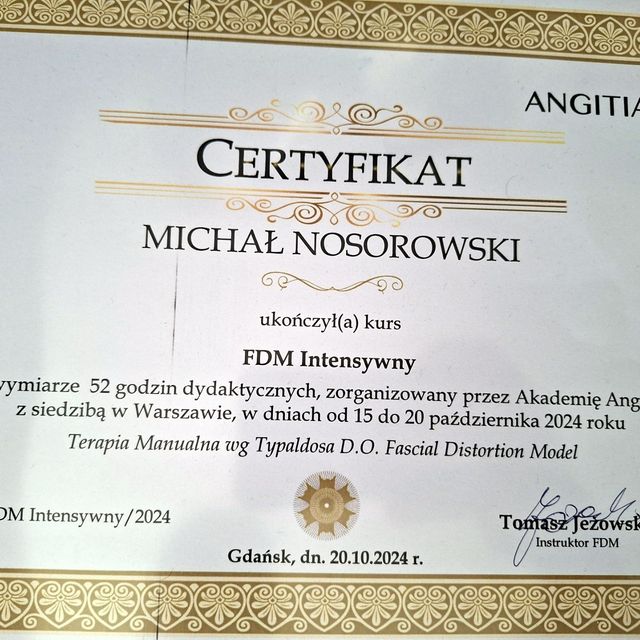 ANGITIA
CERTYFIKAT
MICHAŁ NOSOROWSKI
ukończył(a) kurs
FDM Intensywny
wymiarze 52 godzin dydaktycznych, zorganizowany przez Akademię Ang
z siedzibą w Warszawie, w dniach od 15 do 20 października 2024 roku
Terapia Manualna wg Typaldosa D.O. Fascial Distortion Model
DM Intensywny/2024
Tomasz Jeżowsk
Instruktor FDM
Gdańsk, dn. 20.10.2024 r.